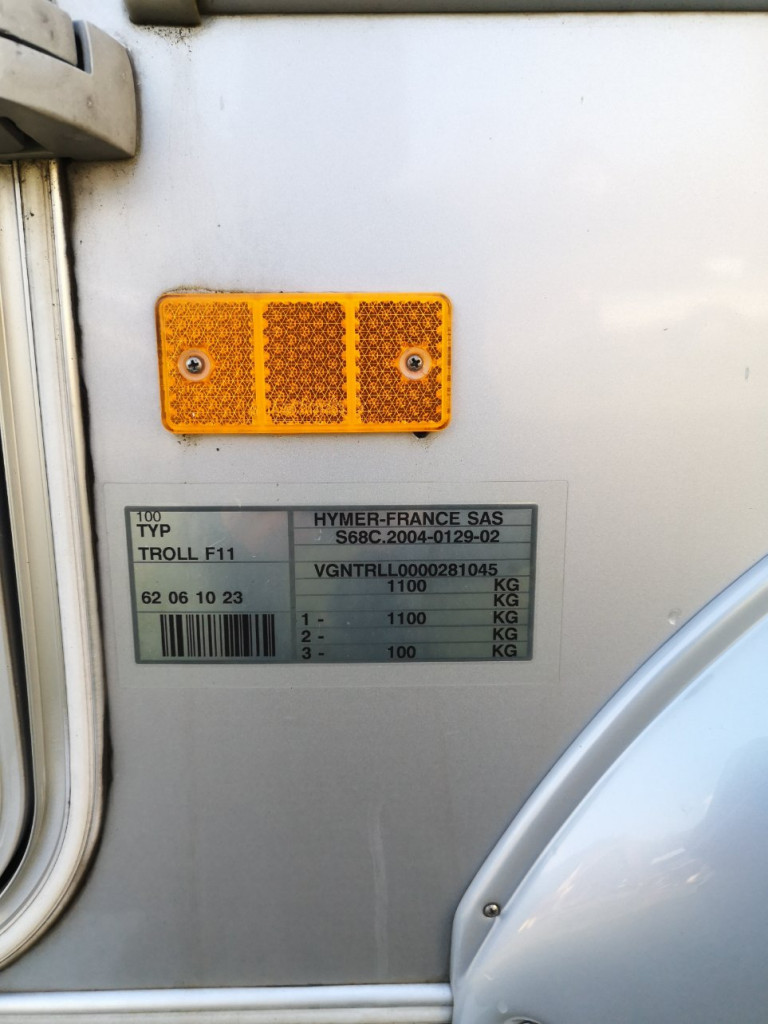 100
TYP
TROLL F11
62 06 10 23
HYMER-FRANCE SAS
S68C.2004-0129-02
VGNTRLL0000281045
1100 KG
KG
1 - 1100 KG
2 - KG
3 - 100 KG